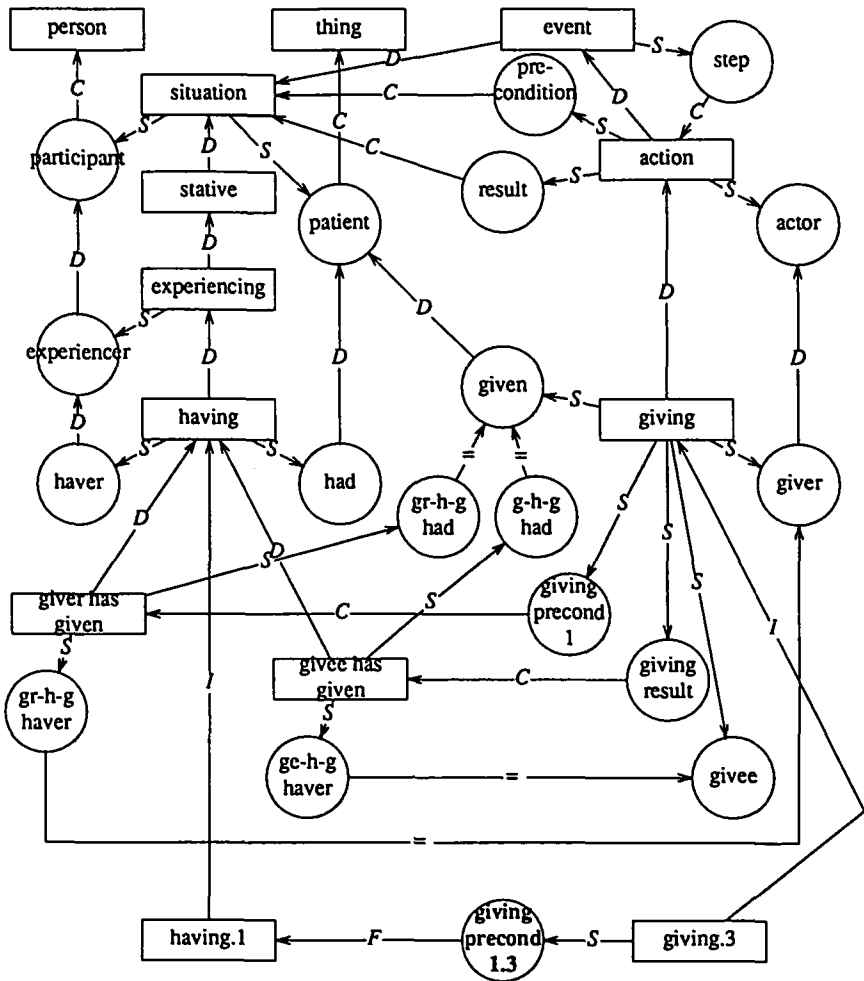 person
thing
event
S
step
D
pre-
condition
C
C
situation
C
D
S
S
participant
D
S
C
C
action
S
result
S
stative
patient
actor
D
D
experiencing
D
S
D
experiencer
D
D
D
given
D
D
having
S
giving
S
S
S
haver
had
=
=
giver
gr-h-g
had
g-h-g
had
D
S
S
D
S
S
S
giver has
given
C
giving
precond
1
I
S
givee has
given
C
giving
result
gr-h-g
haver
S
I
ge-h-g
haver
=
givee
=
having.1
F
giving
precond
1.3
S
giving.3